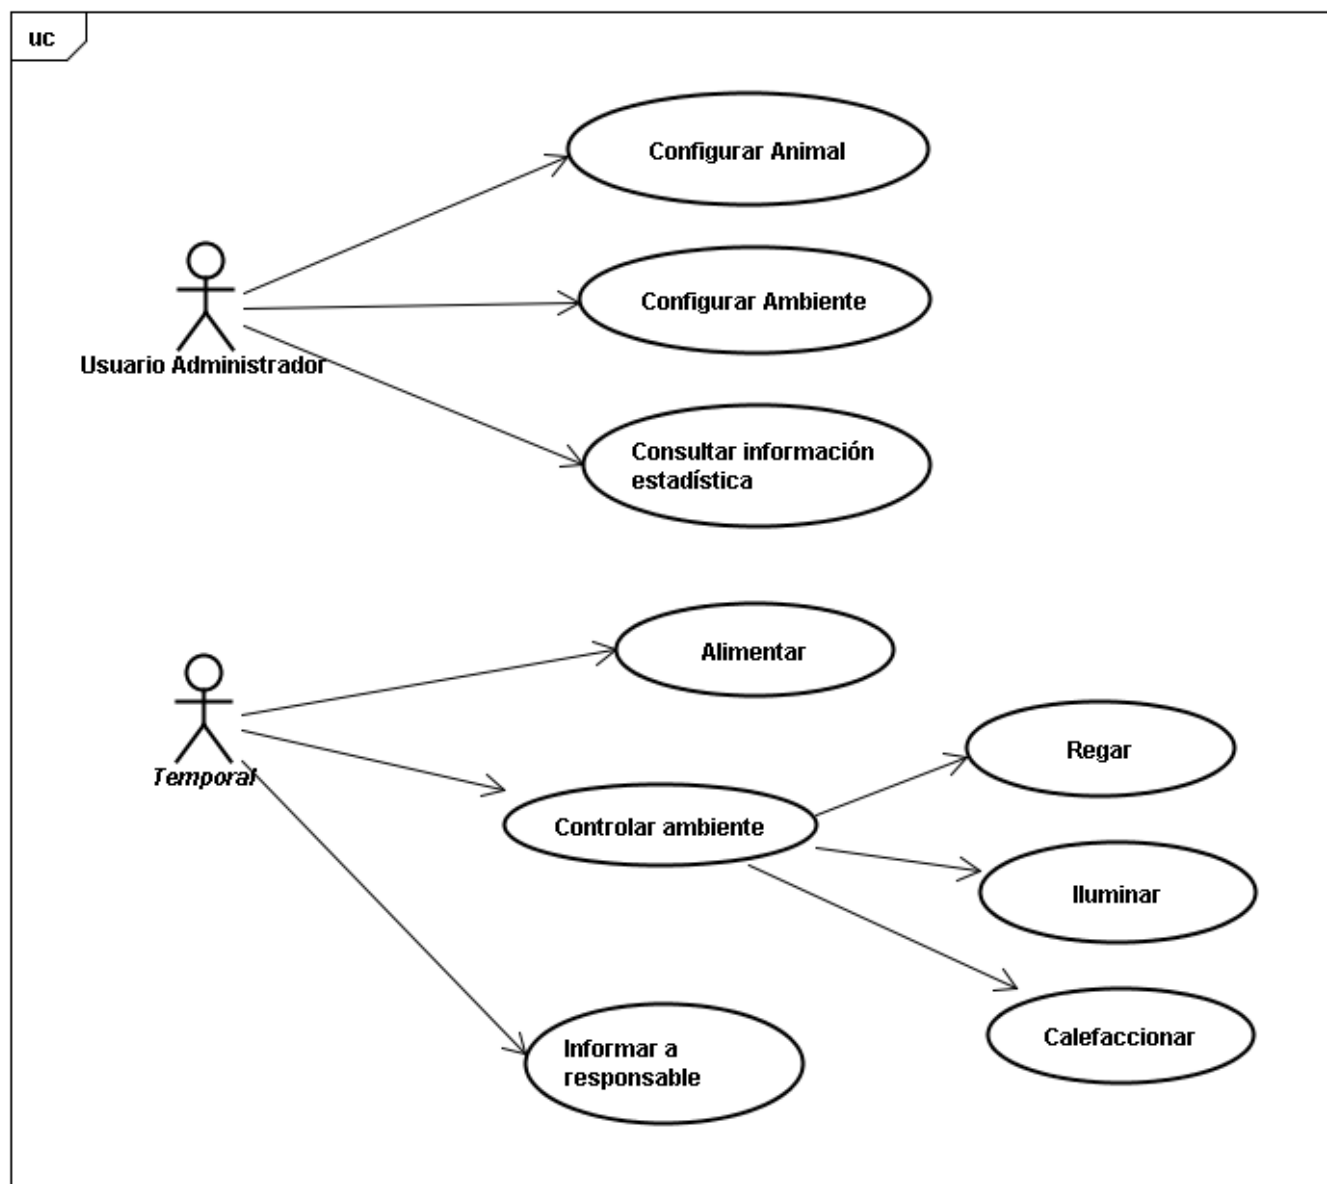 uc
Configurar Animal
Configurar Ambiente
Usuario Administrador
Consultar información
estadística
Alimentar
Regar
Temporal
Controlar ambiente
Iluminar
Calefaccionar
Informar a
responsable